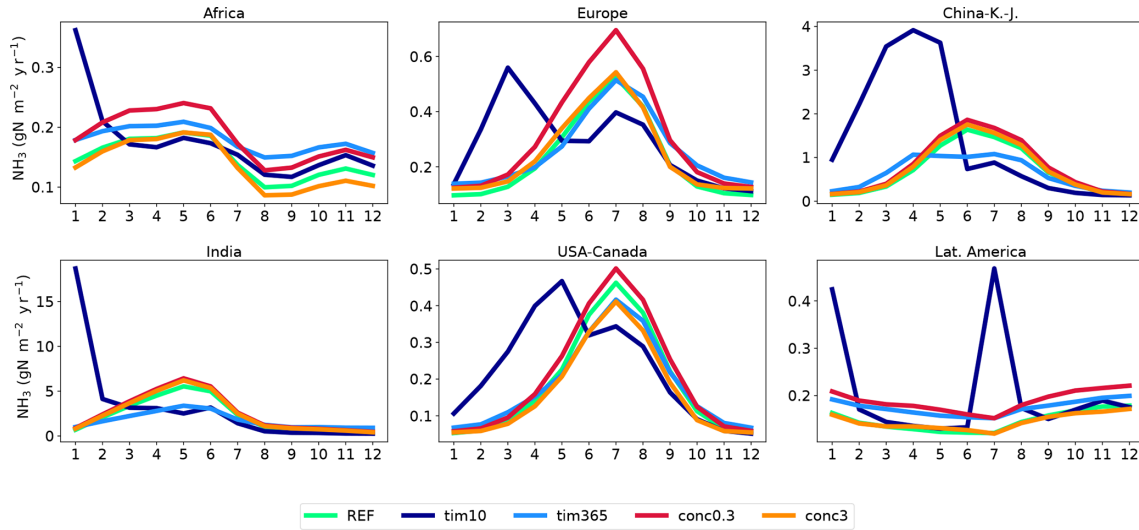 Africa
Europe
China-K.-J.
NH₃ (gN m⁻² yr⁻¹)
0.3
0.2
0.1
0.6
0.4
0.2
4
3
2
1
0
1 2 3 4 5 6 7 8 9 10 11 12
1 2 3 4 5 6 7 8 9 10 11 12
1 2 3 4 5 6 7 8 9 10 11 12
India
USA-Canada
Lat. America
NH₃ (gN m⁻² yr⁻¹)
15
10
5
0
0.5
0.4
0.3
0.2
0.1
0.4
0.3
0.2
1 2 3 4 5 6 7 8 9 10 11 12
1 2 3 4 5 6 7 8 9 10 11 12
1 2 3 4 5 6 7 8 9 10 11 12
REF tim10 tim365 conc0.3 conc3